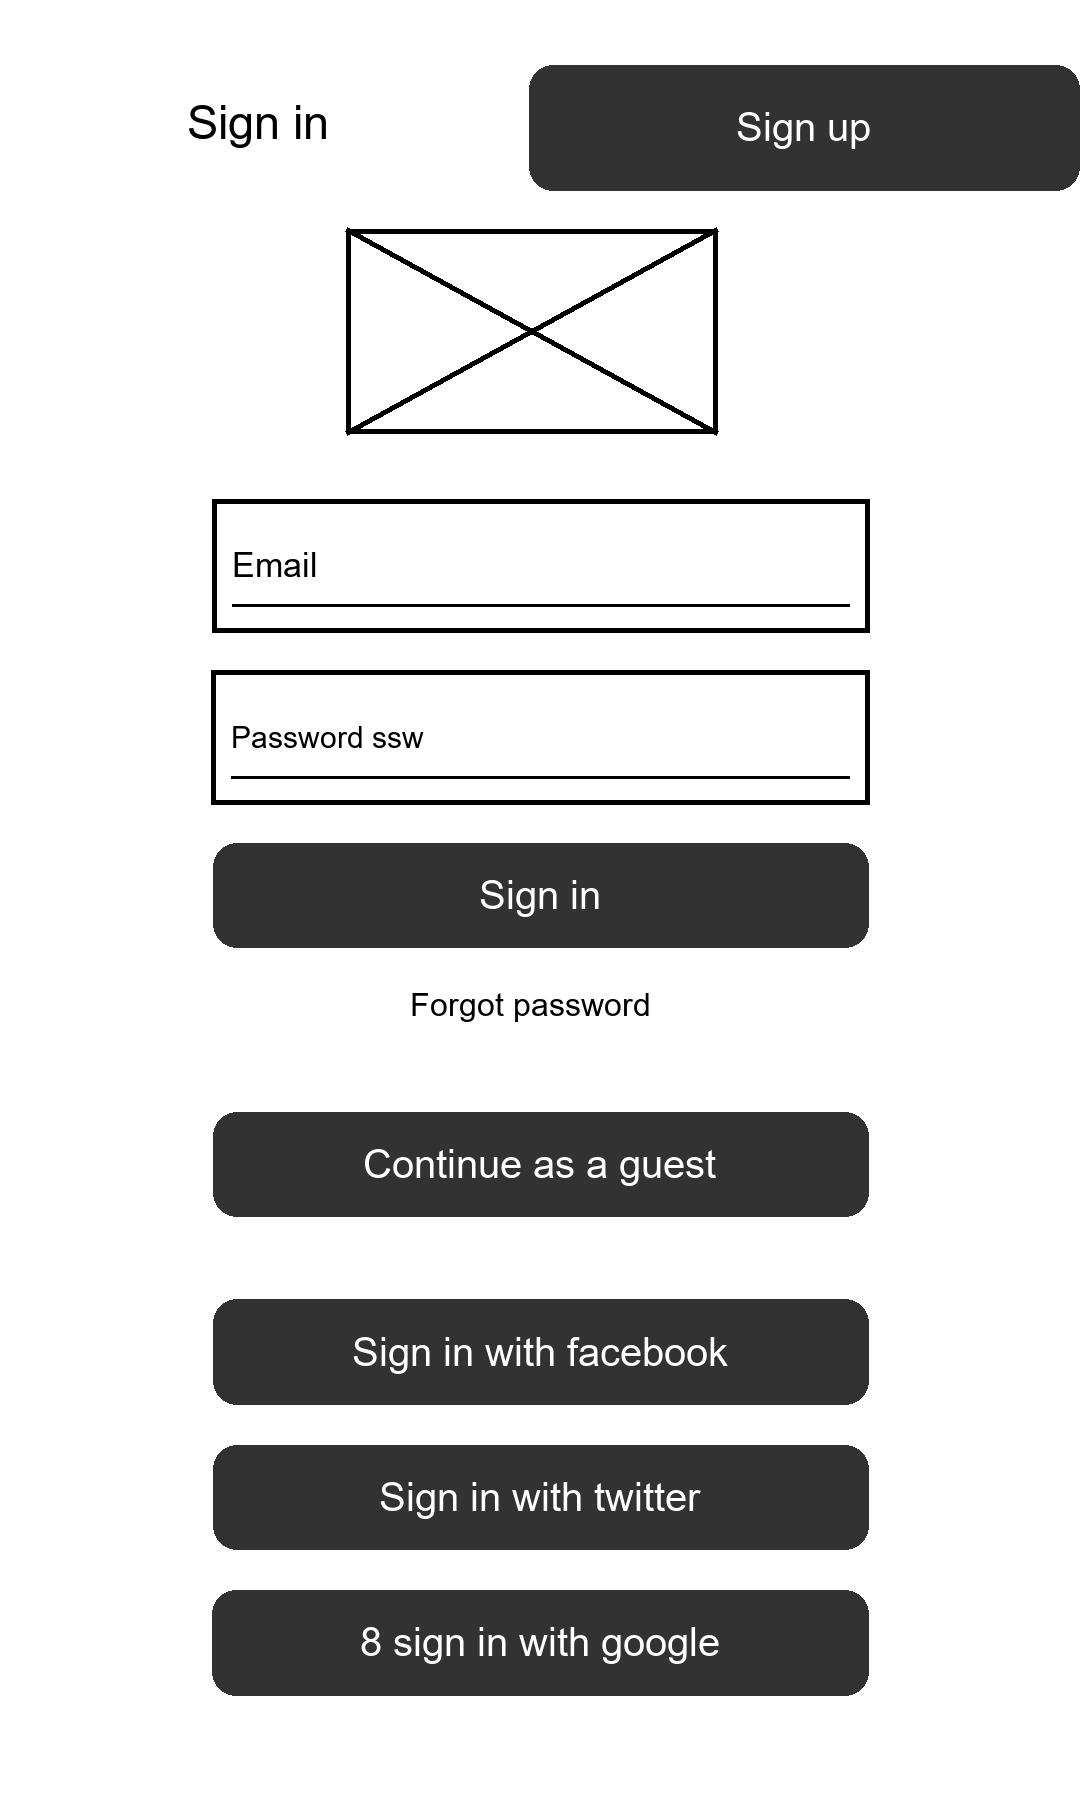 Sign in
Sign up
Email
Password ssw
Sign in
Forgot password
Continue as a guest
Sign in with facebook
Sign in with twitter
8 sign in with google